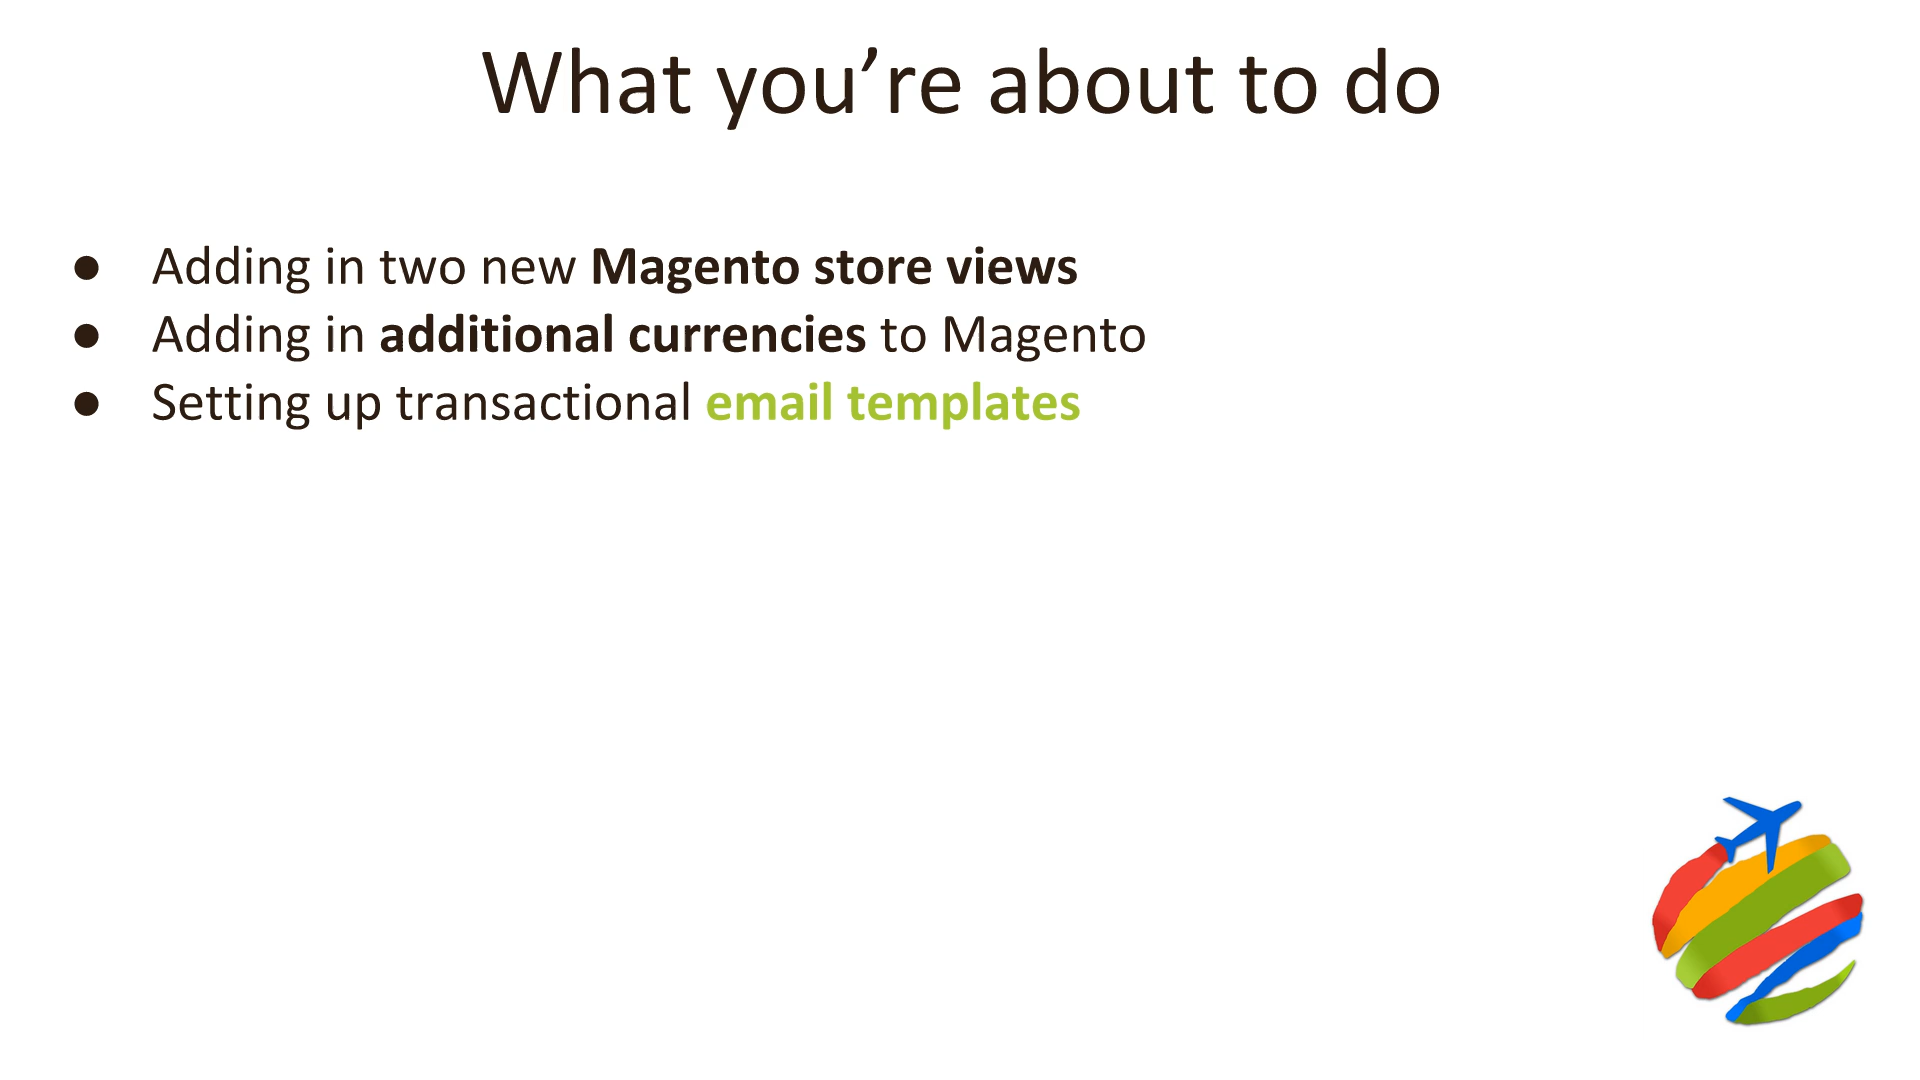 What you’re about to do
● Adding in two new Magento store views
● Adding in additional currencies to Magento
● Setting up transactional email templates